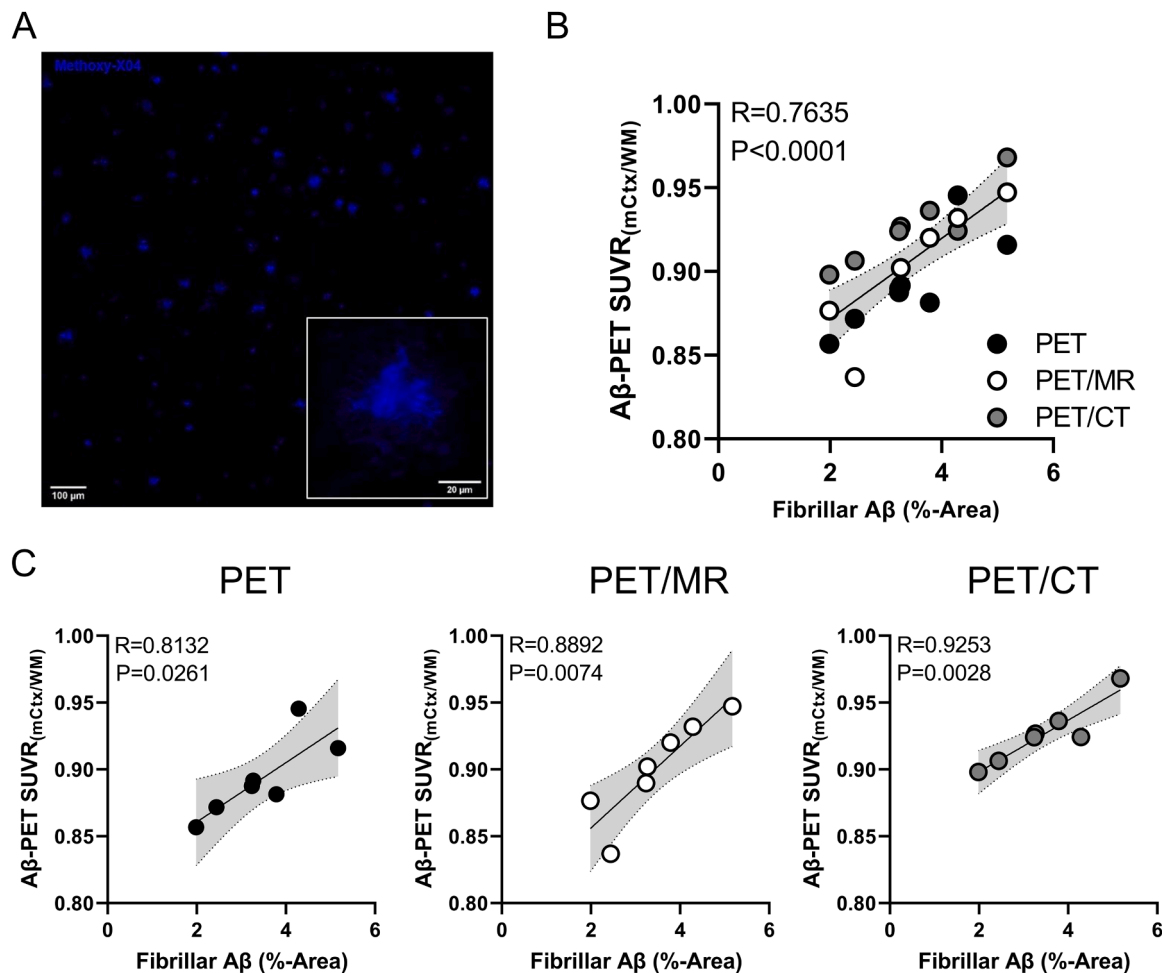 A
Methoxy-X04
100 µm
20 µm
B
Aβ-PET SUVR(mCtx/WM)
1.00
0.95
0.90
0.85
0.80
R=0.7635
P<0.0001
PET
PET/MR
PET/CT
0 2 4 6
Fibrillar Aβ (%-Area)
C
PET
Aβ-PET SUVR(mCtx/WM)
1.00
0.95
0.90
0.85
0.80
R=0.8132
P=0.0261
0 2 4 6
Fibrillar Aβ (%-Area)
PET/MR
Aβ-PET SUVR(mCtx/WM)
1.00
0.95
0.90
0.85
0.80
R=0.8892
P=0.0074
0 2 4 6
Fibrillar Aβ (%-Area)
PET/CT
Aβ-PET SUVR(mCtx/WM)
1.00
0.95
0.90
0.85
0.80
R=0.9253
P=0.0028
0 2 4 6
Fibrillar Aβ (%-Area)